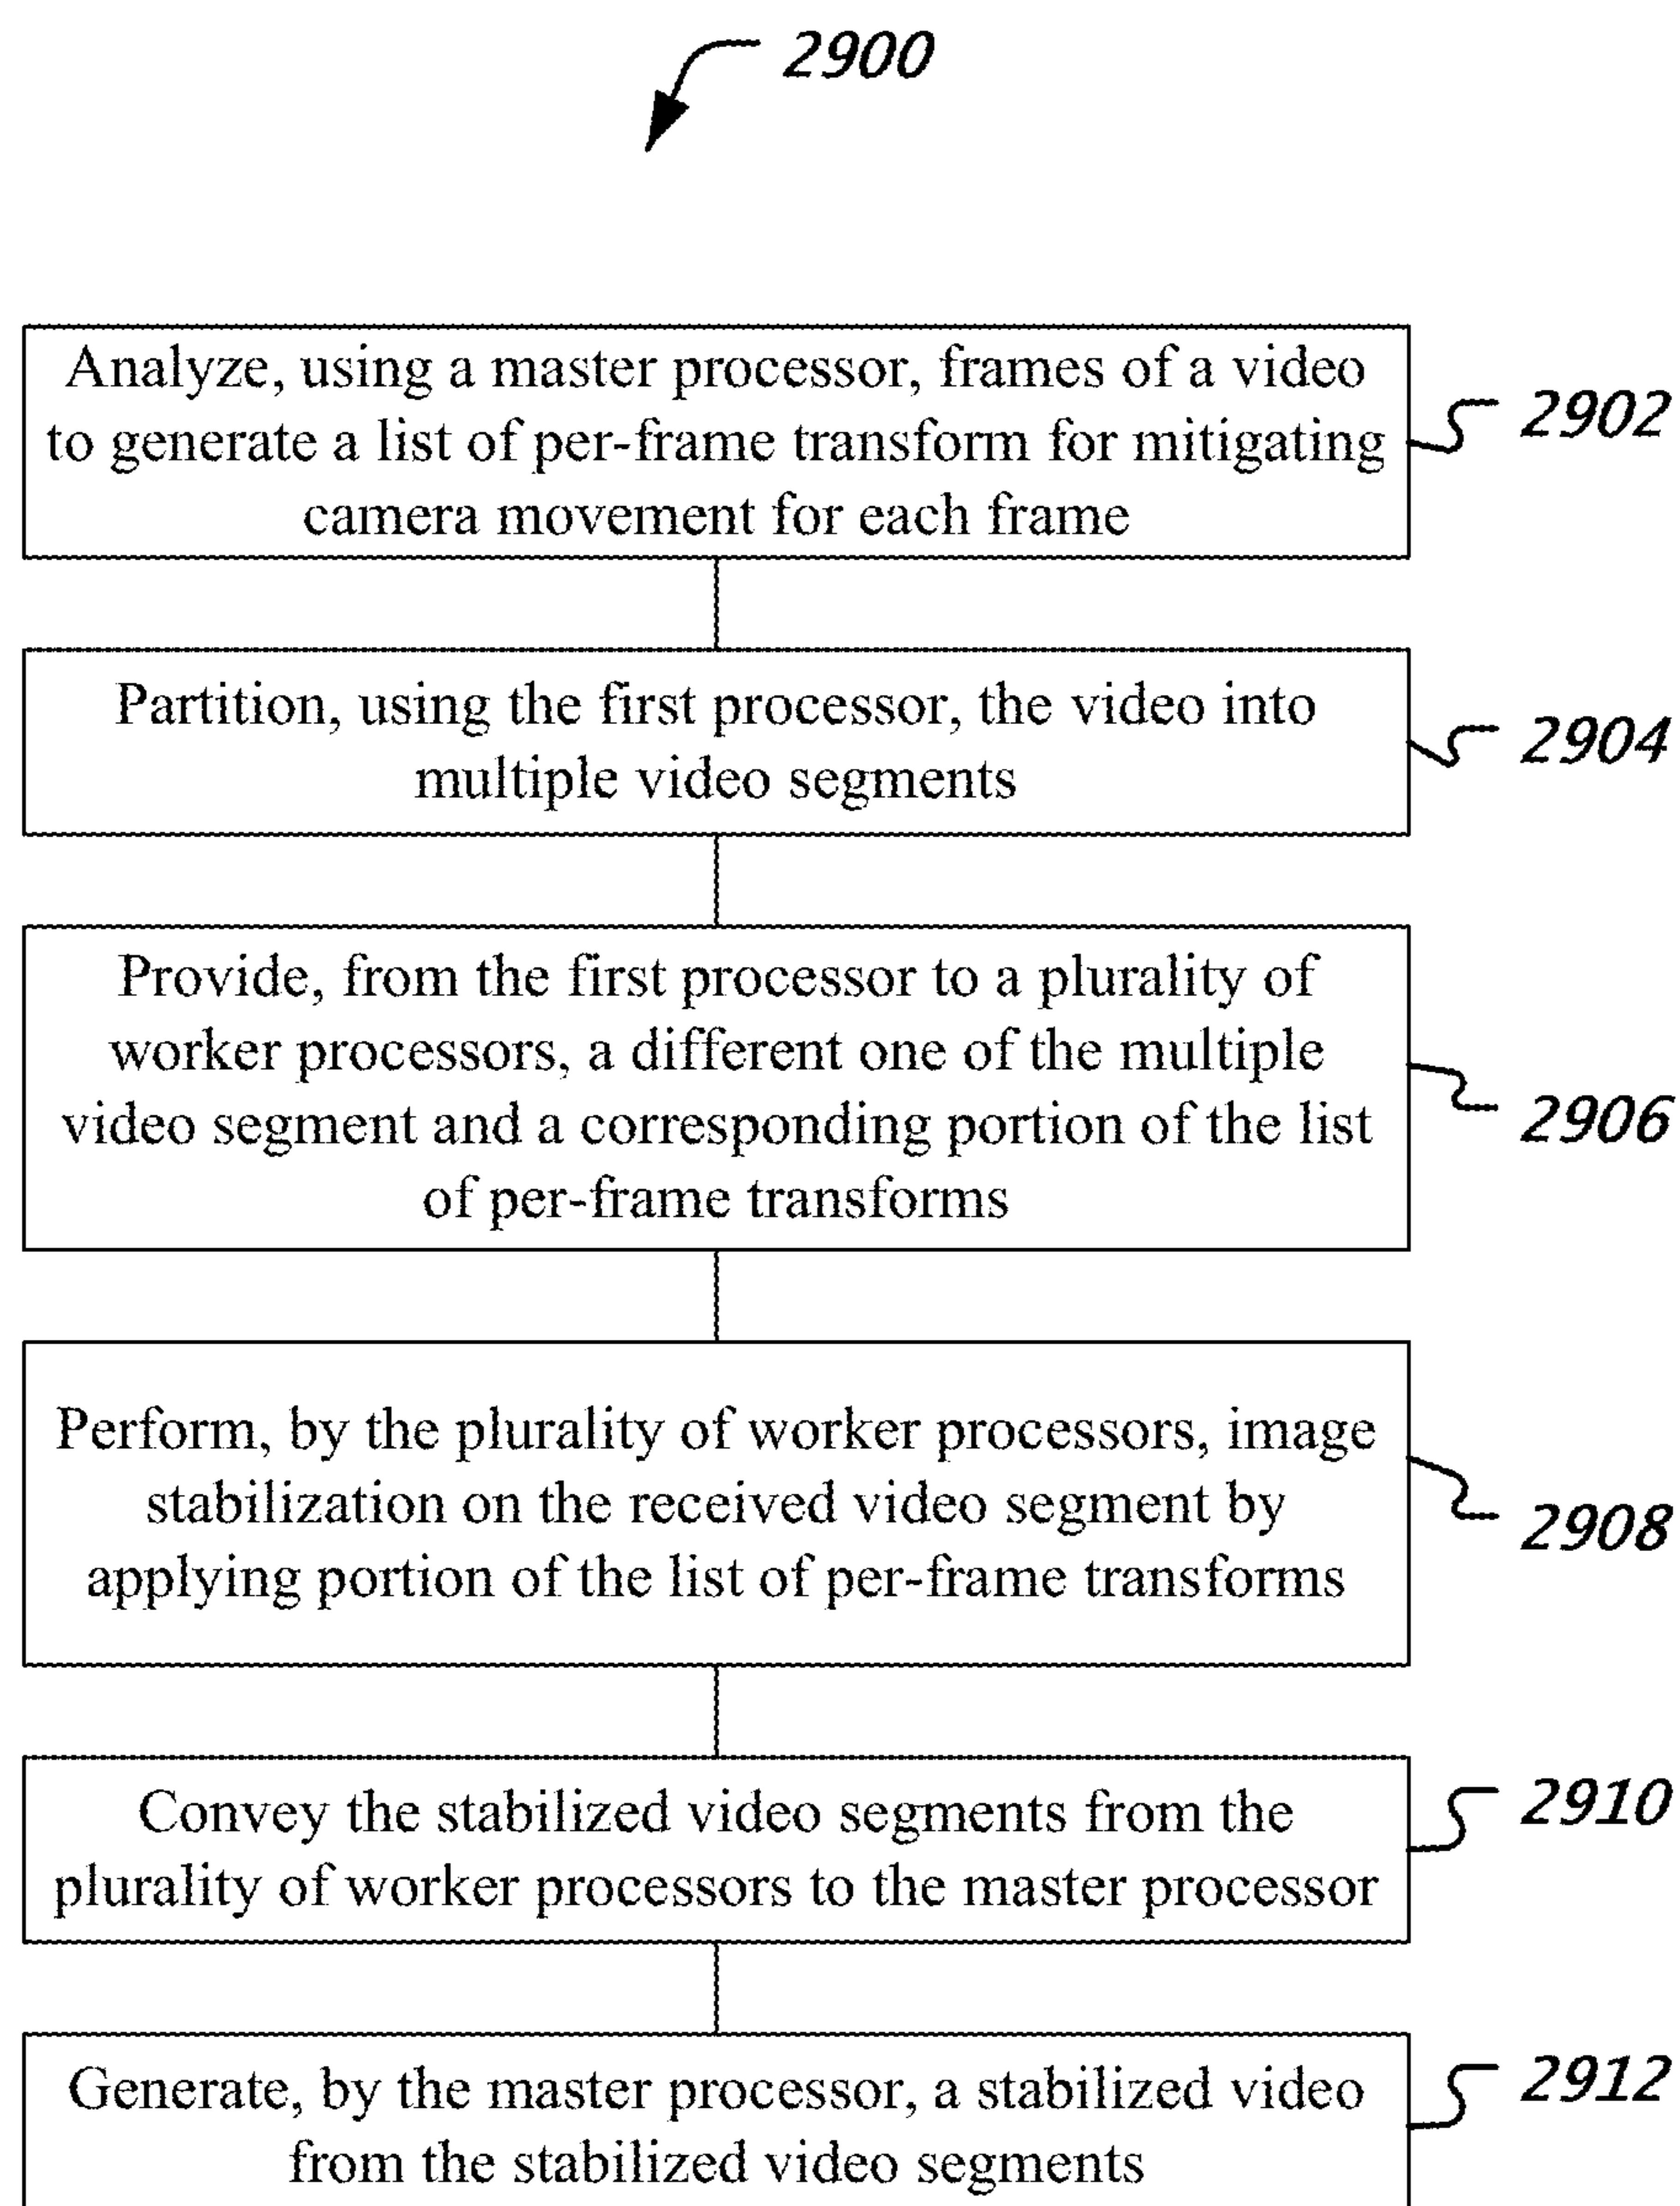 2900
Analyze, using a master processor, frames of a video
to generate a list of per-frame transform for mitigating
camera movement for each frame
2902
Partition, using the first processor, the video into
multiple video segments
2904
Provide, from the first processor to a plurality of
worker processors, a different one of the multiple
video segment and a corresponding portion of the list
of per-frame transforms
2906
Perform, by the plurality of worker processors, image
stabilization on the received video segment by
applying portion of the list of per-frame transforms
2908
Convey the stabilized video segments from the
plurality of worker processors to the master processor
2910
Generate, by the master processor, a stabilized video
from the stabilized video segments
2912